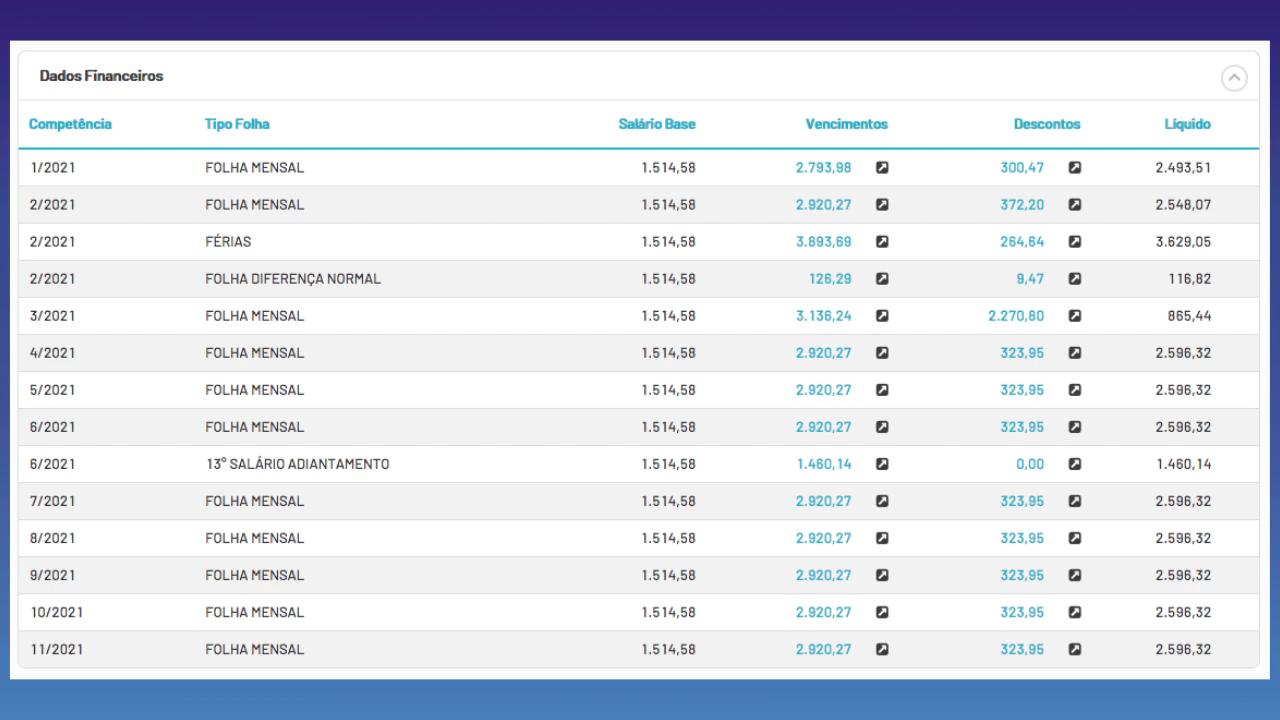 Dados Financeiros
Competência Tipo Folha Salário Base Vencimentos Descontos Líquido
1/2021 FOLHA MENSAL 1.514,58 2.793,98 300,47 2.493,51
2/2021 FOLHA MENSAL 1.514,58 2.920,27 372,20 2.548,07
2/2021 FÉRIAS 1.514,58 3.893,69 264,64 3.629,05
2/2021 FOLHA DIFERENÇA NORMAL 1.514,58 126,29 9,47 116,82
3/2021 FOLHA MENSAL 1.514,58 3.136,24 2.270,80 865,44
4/2021 FOLHA MENSAL 1.514,58 2.920,27 323,95 2.596,32
5/2021 FOLHA MENSAL 1.514,58 2.920,27 323,95 2.596,32
6/2021 FOLHA MENSAL 1.514,58 2.920,27 323,95 2.596,32
6/2021 13º SALÁRIO ADIANTAMENTO 1.514,58 1.460,14 0,00 1.460,14
7/2021 FOLHA MENSAL 1.514,58 2.920,27 323,95 2.596,32
8/2021 FOLHA MENSAL 1.514,58 2.920,27 323,95 2.596,32
9/2021 FOLHA MENSAL 1.514,58 2.920,27 323,95 2.596,32
10/2021 FOLHA MENSAL 1.514,58 2.920,27 323,95 2.596,32
11/2021 FOLHA MENSAL 1.514,58 2.920,27 323,95 2.596,32